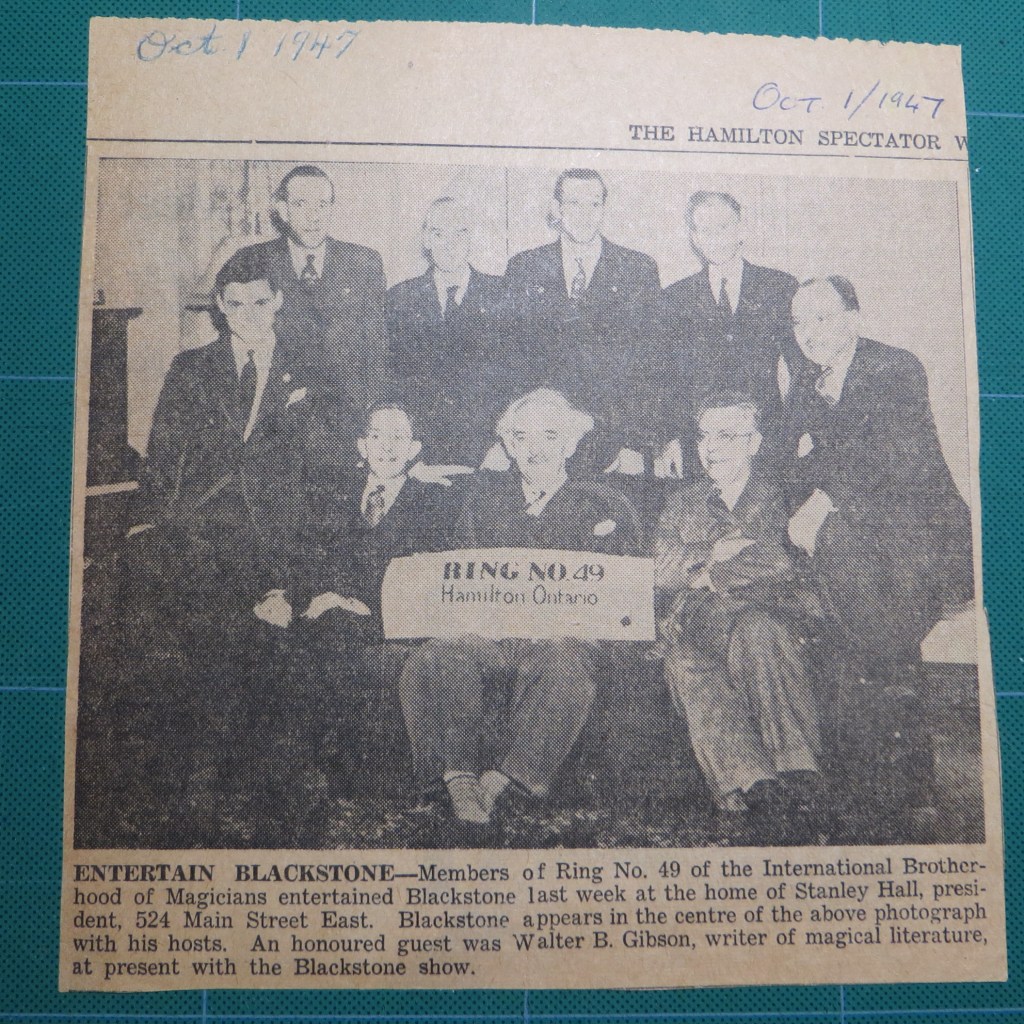 Oct 1 1947
Oct. 1/1947
THE HAMILTON SPECTATOR W
RING NO. 49
Hamilton Ontario
ENTERTAIN BLACKSTONE—Members of Ring No. 49 of the International Brother-
hood of Magicians entertained Blackstone last week at the home of Stanley Hall, presi-
dent, 524 Main Street East. Blackstone appears in the centre of the above photograph
with his hosts. An honoured guest was Walter B. Gibson, writer of magical literature,
at present with the Blackstone show.